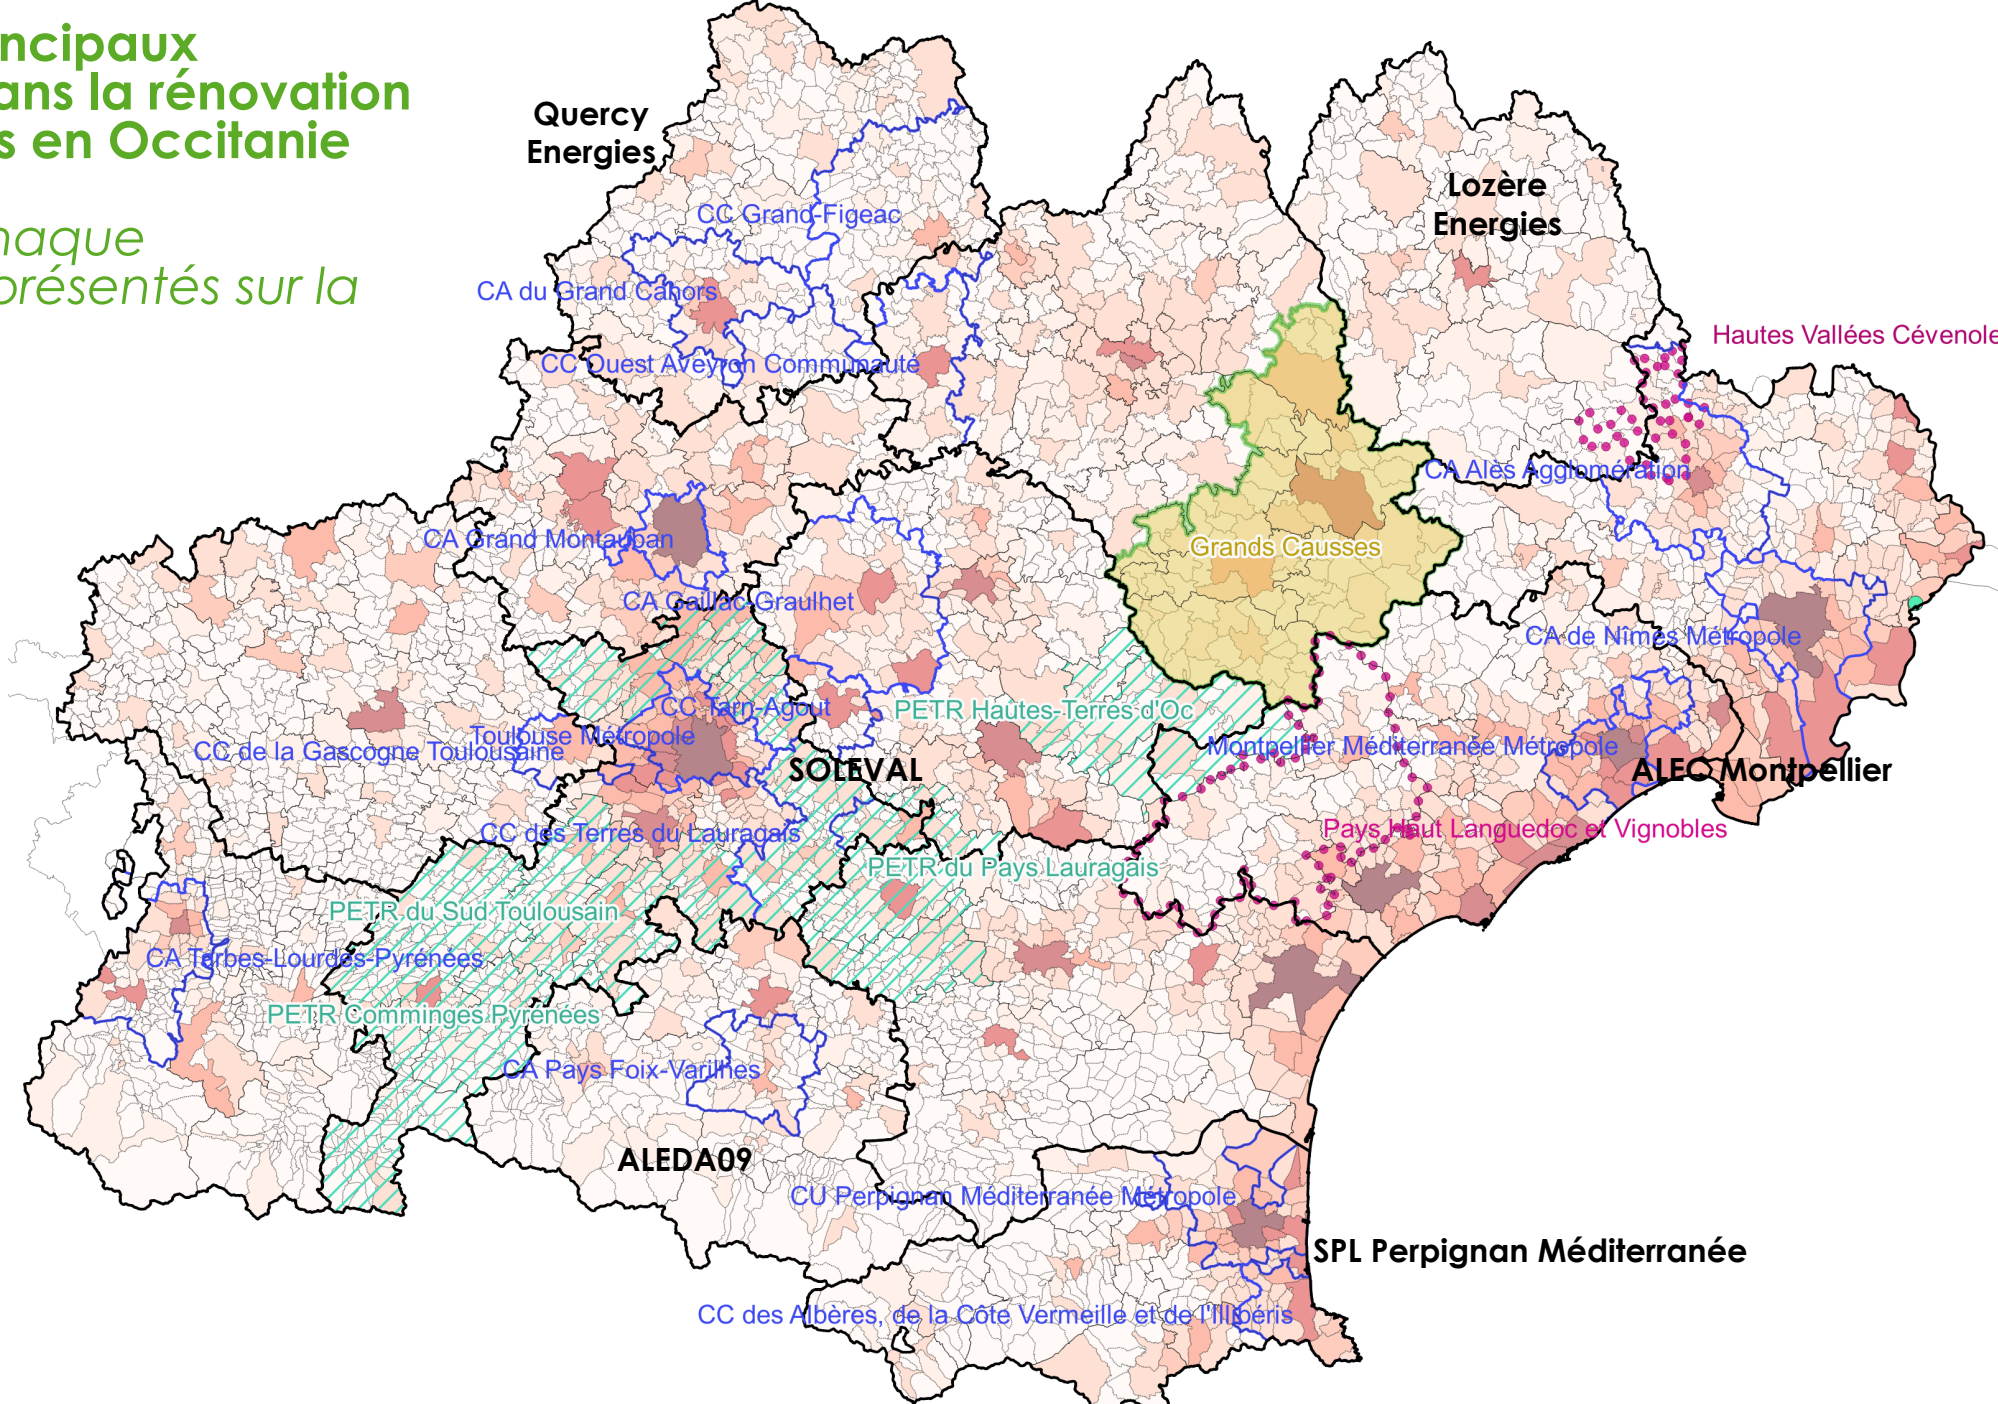 ncipaux
ans la rénovation
s en Occitanie
naque
présentés sur la
Quercy
Energies
Lozère
Energies
CC Grand-Figeac
CA du Grand Cahors
Hautes Vallées Cévenole
CC Ouest Aveyron Communauté
CA Alès Agglomération
CA Grand Montauban
Grands Causses
CA Gaillac-Graulhet
CA de Nîmes Métropole
CC Tarn-Agout
PETR Hautes-Terres d'Oc
Toulouse Métropole
CC de la Gascogne Toulousaine
Montpellier Méditerranée Métropole
SOLEVAL
ALEC Montpellier
CC des Terres du Lauragais
Pays Haut Languedoc et Vignobles
PETR du Pays Lauragais
PETR du Sud Toulousain
CA Tarbes-Lourdes-Pyrénées
PETR Comminges Pyrénées
CA Pays Foix-Varilhes
ALEDA09
CU Perpignan Méditerranée Métropole
SPL Perpignan Méditerranée
CC des Albères, de la Côte Vermeille et de l'Illibéris